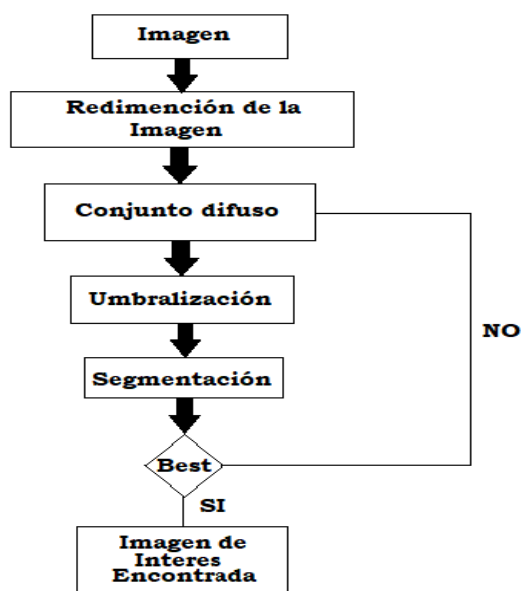 Imagen
Redimención de la
Imagen
Conjunto difuso
Umbralización
NO
Segmentación
Best
SI
Imagen de
Interes
Encontrada